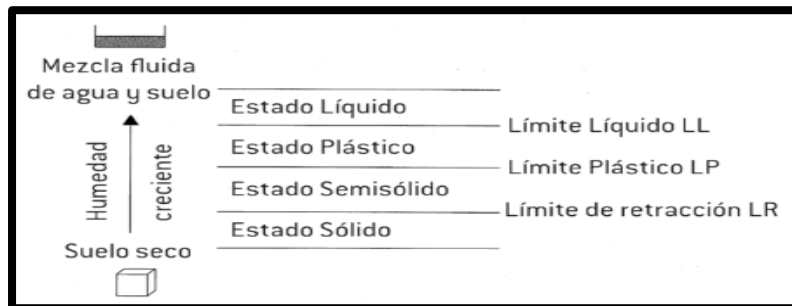 Mezcla fluida
de agua y suelo
Estado Líquido
Límite Líquido LL
Estado Plástico
Límite Plástico LP
Humedad
creciente
Estado Semisólido
Límite de retracción LR
Estado Sólido
Suelo seco